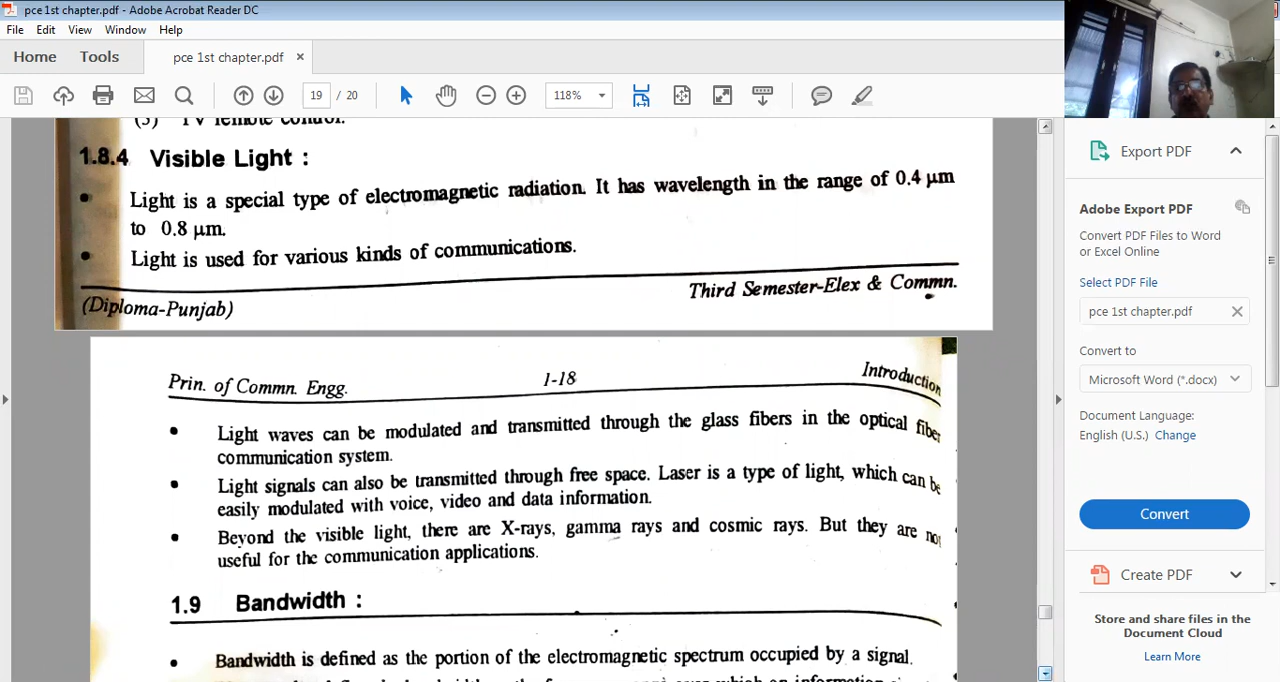 pce 1st chapter.pdf - Adobe Acrobat Reader DC
File Edit View Window Help
Home Tools pce 1st chapter.pdf ×
19 / 20 118%
(3) TV remote control.
1.8.4 Visible Light :
• Light is a special type of electromagnetic radiation. It has wavelength in the range of 0.4 μm
to 0.8 μm.
• Light is used for various kinds of communications.
(Diploma-Punjab) Third Semester-Elex & Commn.
Prin. of Commn. Engg. 1-18 Introduction
• Light waves can be modulated and transmitted through the glass fibers in the optical fiber
communication system.
• Light signals can also be transmitted through free space. Laser is a type of light, which can be
easily modulated with voice, video and data information.
• Beyond the visible light, there are X-rays, gamma rays and cosmic rays. But they are not
useful for the communication applications.
1.9 Bandwidth :
• Bandwidth is defined as the portion of the electromagnetic spectrum occupied by a signal.
Export PDF
Adobe Export PDF
Convert PDF Files to Word
or Excel Online
Select PDF File
pce 1st chapter.pdf ×
Convert to
Microsoft Word (*.docx)
Document Language:
English (U.S.) Change
Convert
Create PDF
Store and share files in the
Document Cloud
Learn More